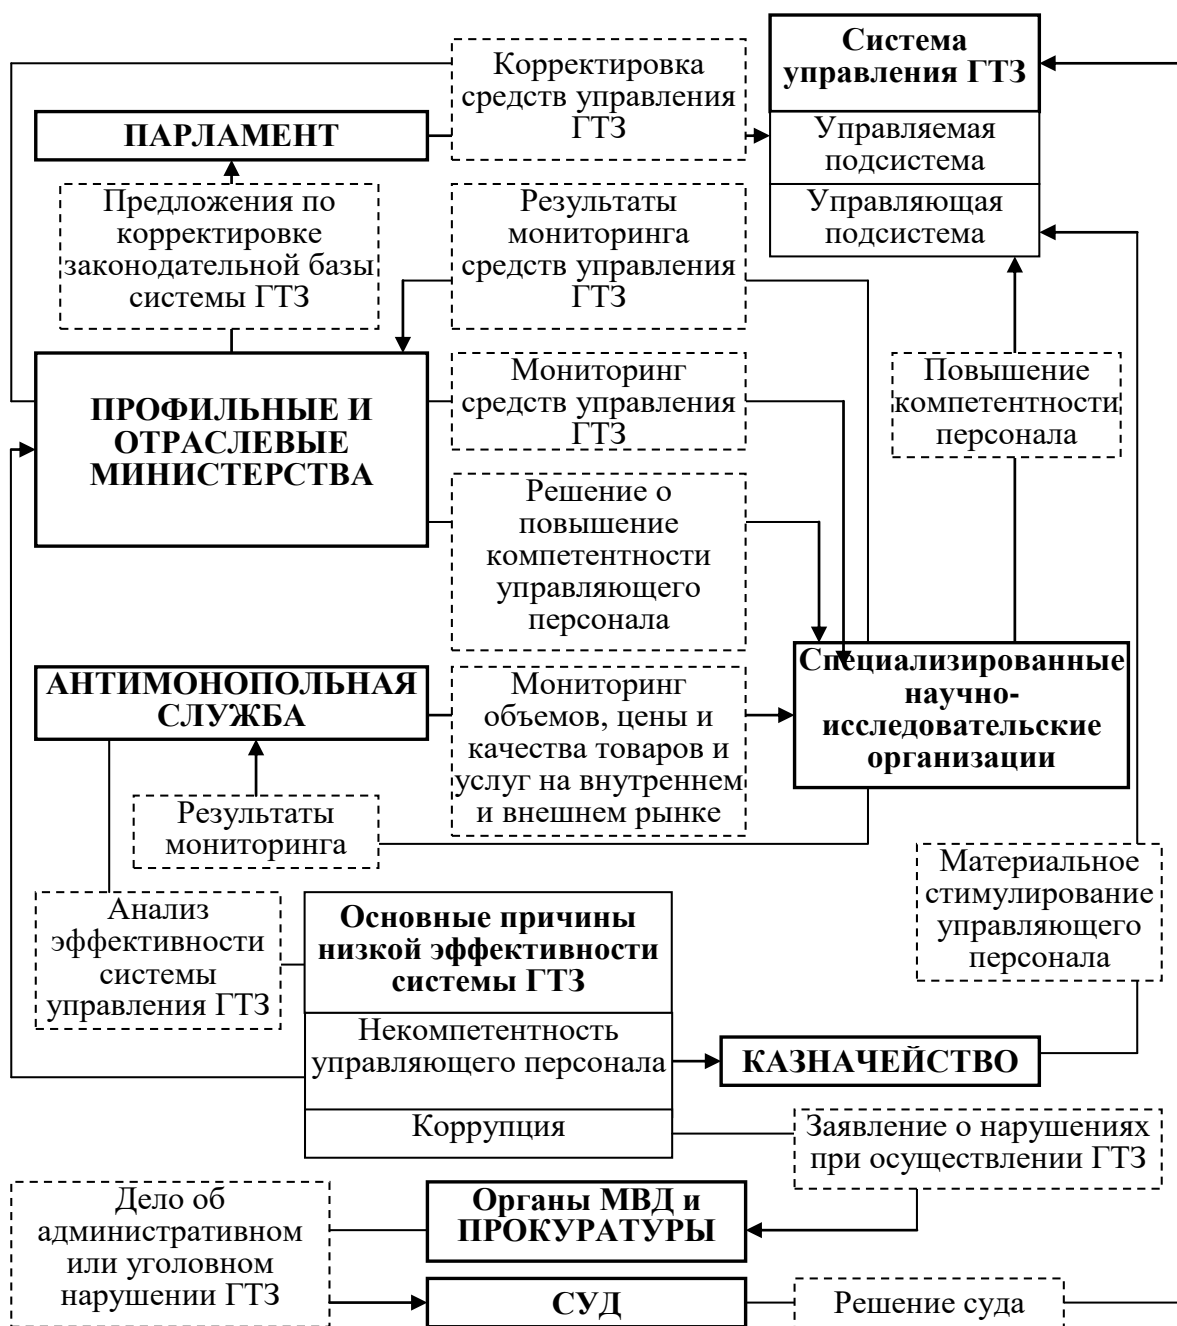 Корректировка
средств управления
ГТЗ
Система
управления ГТЗ
Управляемая
подсистема
Управляющая
подсистема
ПАРЛАМЕНТ
Предложения по
корректировке
законодательной базы
системы ГТЗ
Результаты
мониторинга
средств управления
ГТЗ
ПРОФИЛЬНЫЕ И
ОТРАСЛЕВЫЕ
МИНИСТЕРСТВА
Мониторинг
средств управления
ГТЗ
Повышение
компетентности
персонала
Решение о
повышение
компетентности
управляющего
персонала
АНТИМОНОПОЛЬНАЯ
СЛУЖБА
Мониторинг
объемов, цены и
качества товаров и
услуг на внутреннем
и внешнем рынке
Специализированные
научно-
исследовательские
организации
Результаты
мониторинга
Анализ
эффективности
системы
управления ГТЗ
Основные причины
низкой эффективности
системы ГТЗ
Некомпетентность
управляющего персонала
Коррупция
Материальное
стимулирование
управляющего
персонала
КАЗНАЧЕЙСТВО
Заявление о нарушениях
при осуществлении ГТЗ
Дело об
административном
или уголовном
нарушении ГТЗ
Органы МВД и
ПРОКУРАТУРЫ
СУД
Решение суда